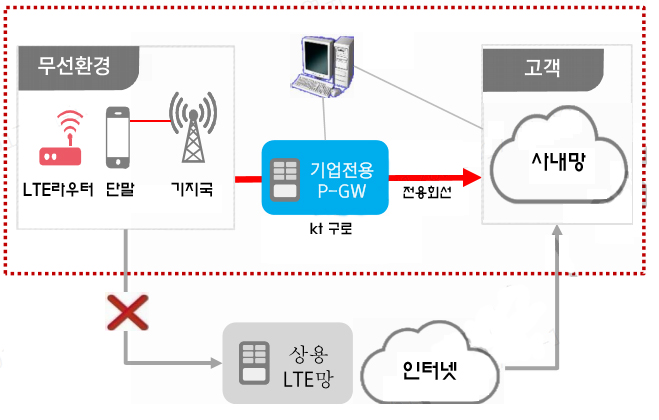 무선환경
고객
LTE라우터 단말 기지국
기업전용
P-GW
전용회선
사내망
kt 구로
상용
LTE망
인터넷